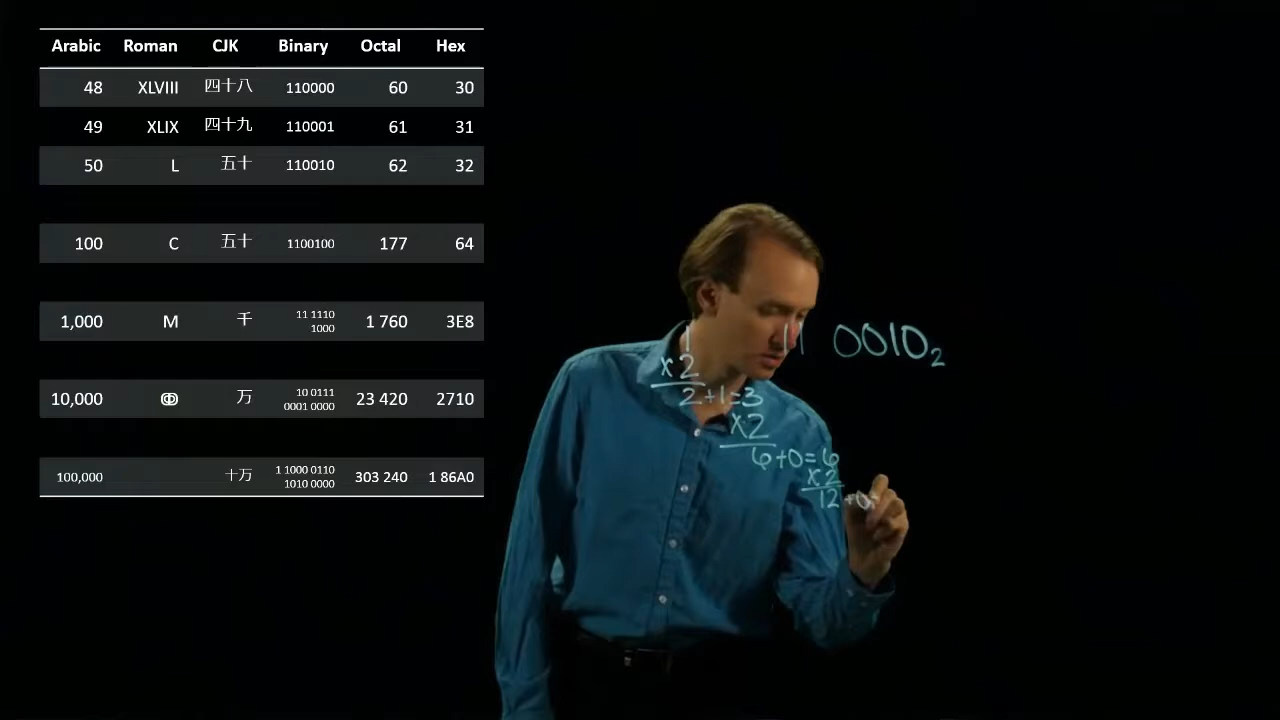 Arabic Roman CJK Binary Octal Hex
48 XLVIII 四十八 110000 60 30
49 XLIX 四十九 110001 61 31
50 L 五十 110010 62 32
100 C 五十 1100100 177 64
1,000 M 千 11 1110 1000 1 760 3E8
10,000 ↂ 万 10 0111 0001 0000 23 420 2710
100,000 十万 1 1000 0110 1010 0000 303 240 1 86A0
11 0010₂
1
x2
2+1=3
x2
6+0=6
x2
12+0=